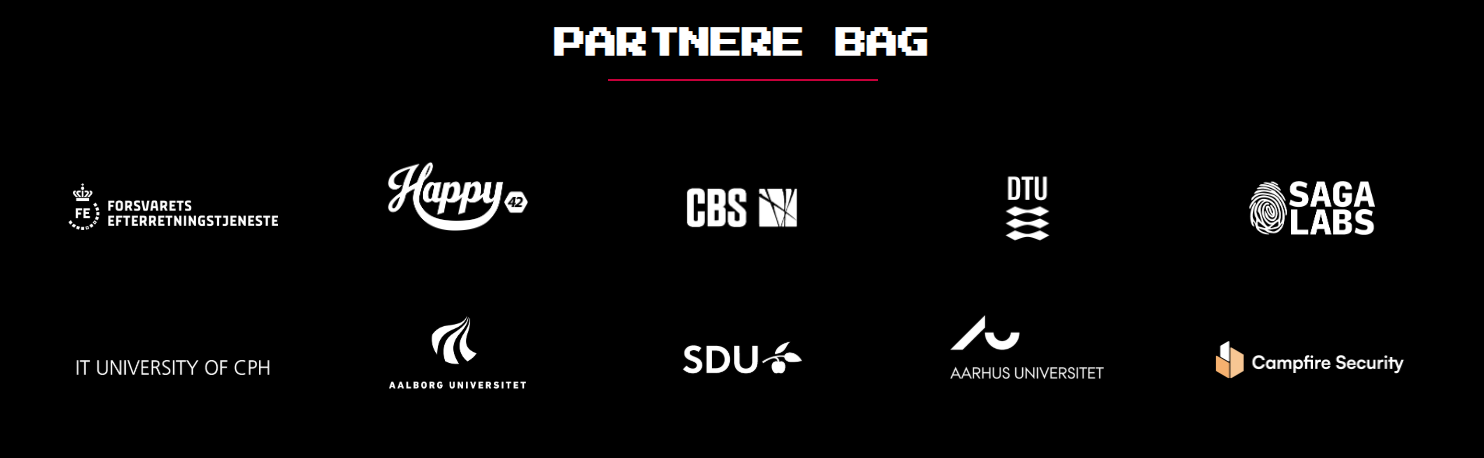 PARTNERE BAG
FE
FORSVARETS
EFTERRETNINGSTJENESTE
Happy 42
CBS
DTU
SAGA
LABS
IT UNIVERSITY OF CPH
AALBORG UNIVERSITET
SDU
AARHUS UNIVERSITET
Campfire Security